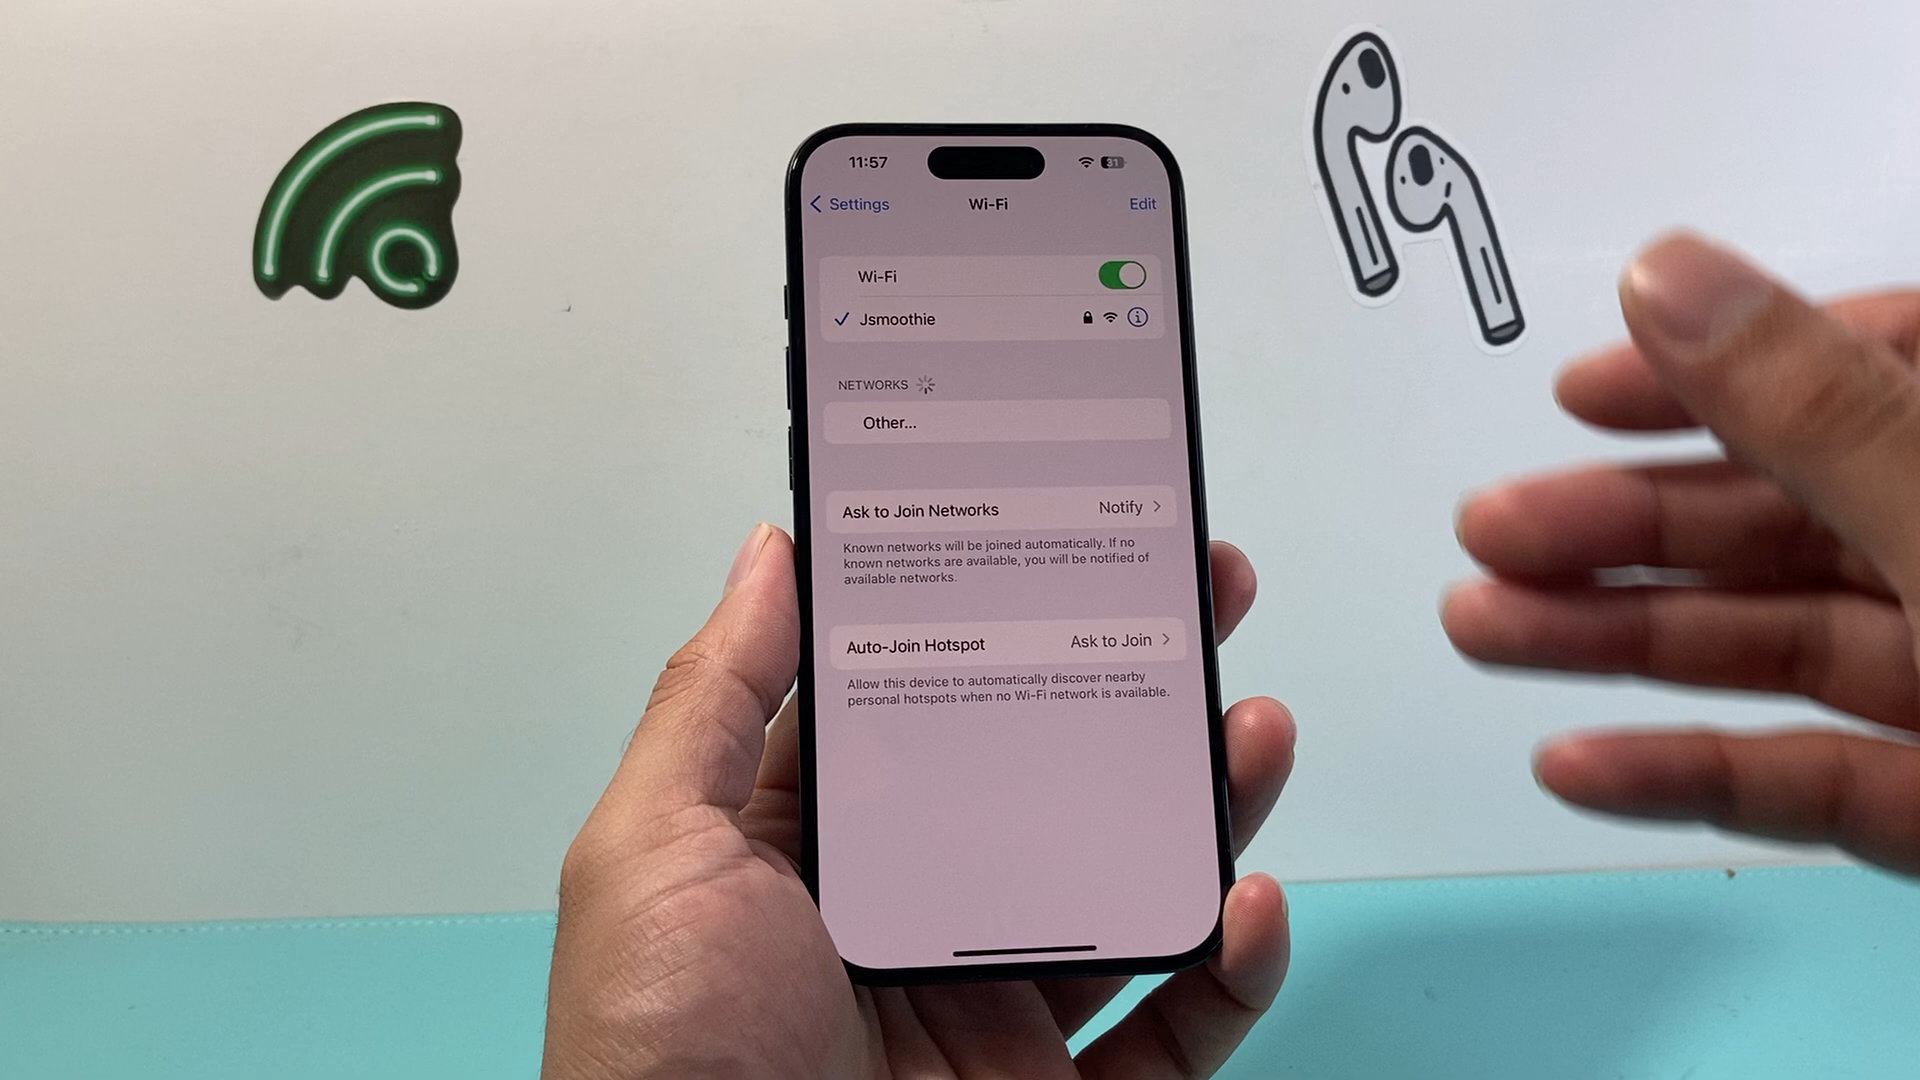 11:57
31
Settings
Wi-Fi
Edit
Wi-Fi
Jsmoothie
NETWORKS
Other...
Ask to Join Networks
Notify
Known networks will be joined automatically. If no
known networks are available, you will be notified of
available networks.
Auto-Join Hotspot
Ask to Join
Allow this device to automatically discover nearby
personal hotspots when no Wi-Fi network is available.